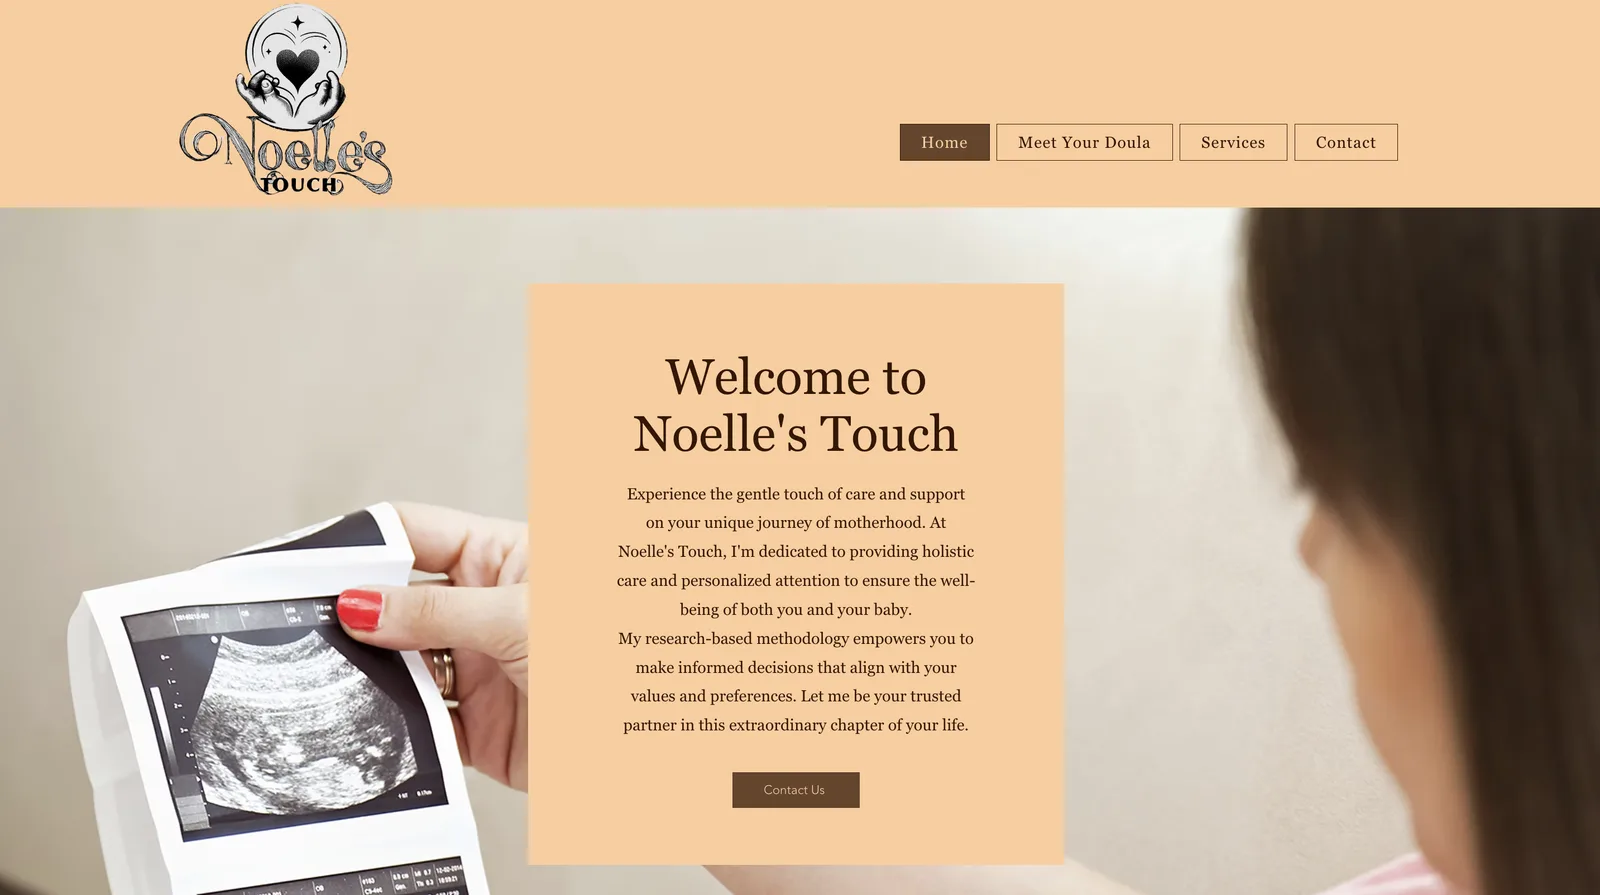 Noelle's
TOUCH
Home
Meet Your Doula
Services
Contact
Welcome to
Noelle's Touch
Experience the gentle touch of care and support
on your unique journey of motherhood. At
Noelle's Touch, I'm dedicated to providing holistic
care and personalized attention to ensure the well-
being of both you and your baby.
My research-based methodology empowers you to
make informed decisions that align with your
values and preferences. Let me be your trusted
partner in this extraordinary chapter of your life.
Contact Us